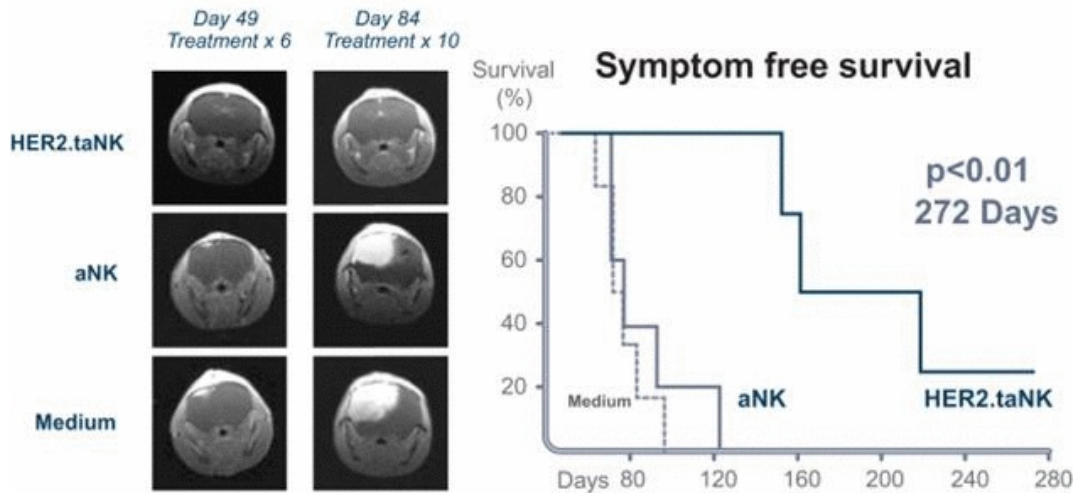 Day 49
Treatment x 6
Day 84
Treatment x 10
HER2.taNK
aNK
Medium
Symptom free survival
Survival
(%)
100
80
60
40
20
p<0.01
272 Days
Medium
aNK
HER2.taNK
Days 80 120 160 200 240 280